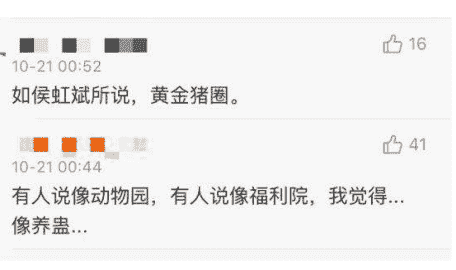 16
10-21 00:52
如侯虹斌所说，黄金猪圈。
41
10-21 00:44
有人说像动物园，有人说像福利院，我觉得...
像养蛊...